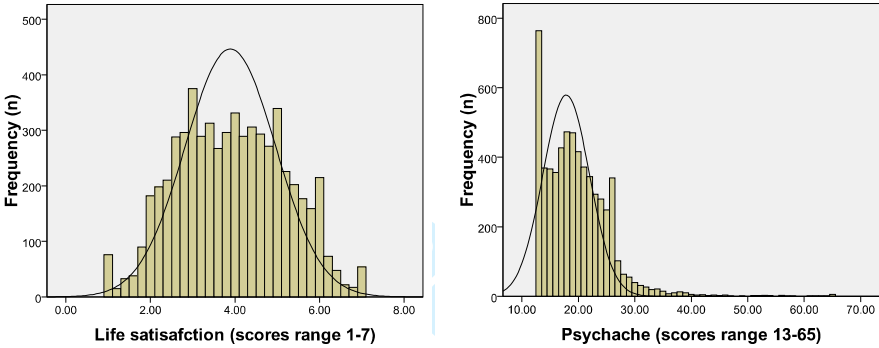 500
400
300
200
100
0
Frequency (n)
0.00 2.00 4.00 6.00 8.00
Life satisafction (scores range 1-7)
800
600
400
200
0
Frequency (n)
10.00 20.00 30.00 40.00 50.00 60.00 70.00
Psychache (scores range 13-65)